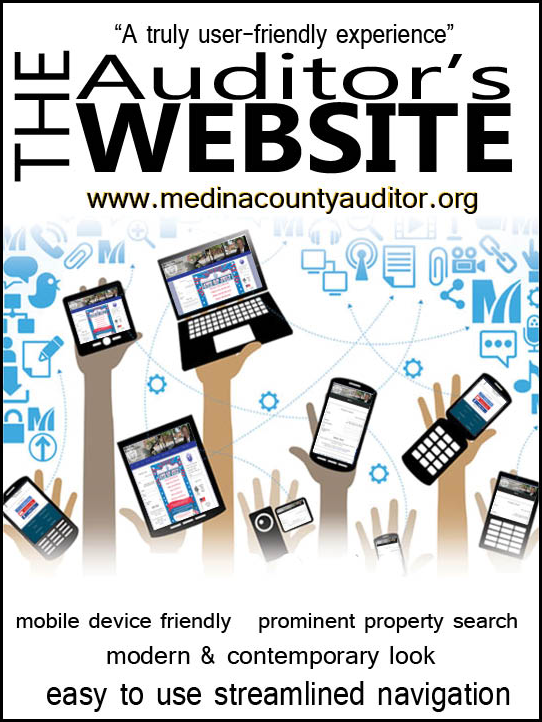 “A truly user-friendly experience”
THE
Auditor's
WEBSITE
www.medinacountyauditor.org
mobile device friendly prominent property search
modern & contemporary look
easy to use streamlined navigation